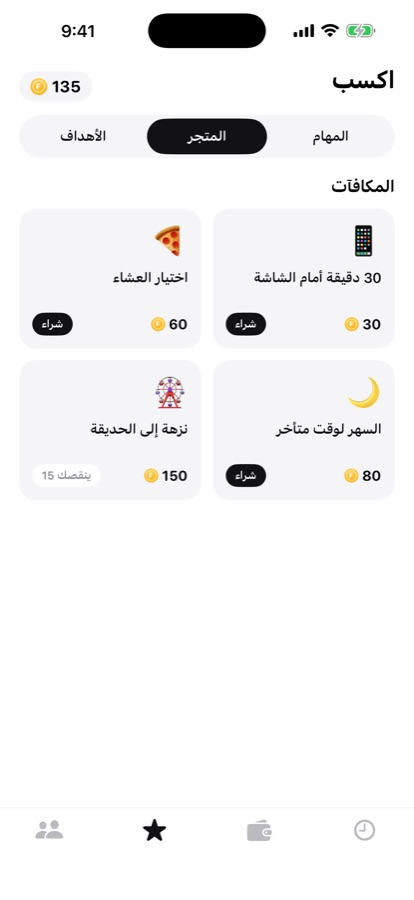 9:41
اكسب
135
المهام
المتجر
الأهداف
المكافآت
30 دقيقة أمام الشاشة
30
شراء
اختيار العشاء
60
شراء
السهر لوقت متأخر
80
شراء
نزهة إلى الحديقة
150
ينقصك 15